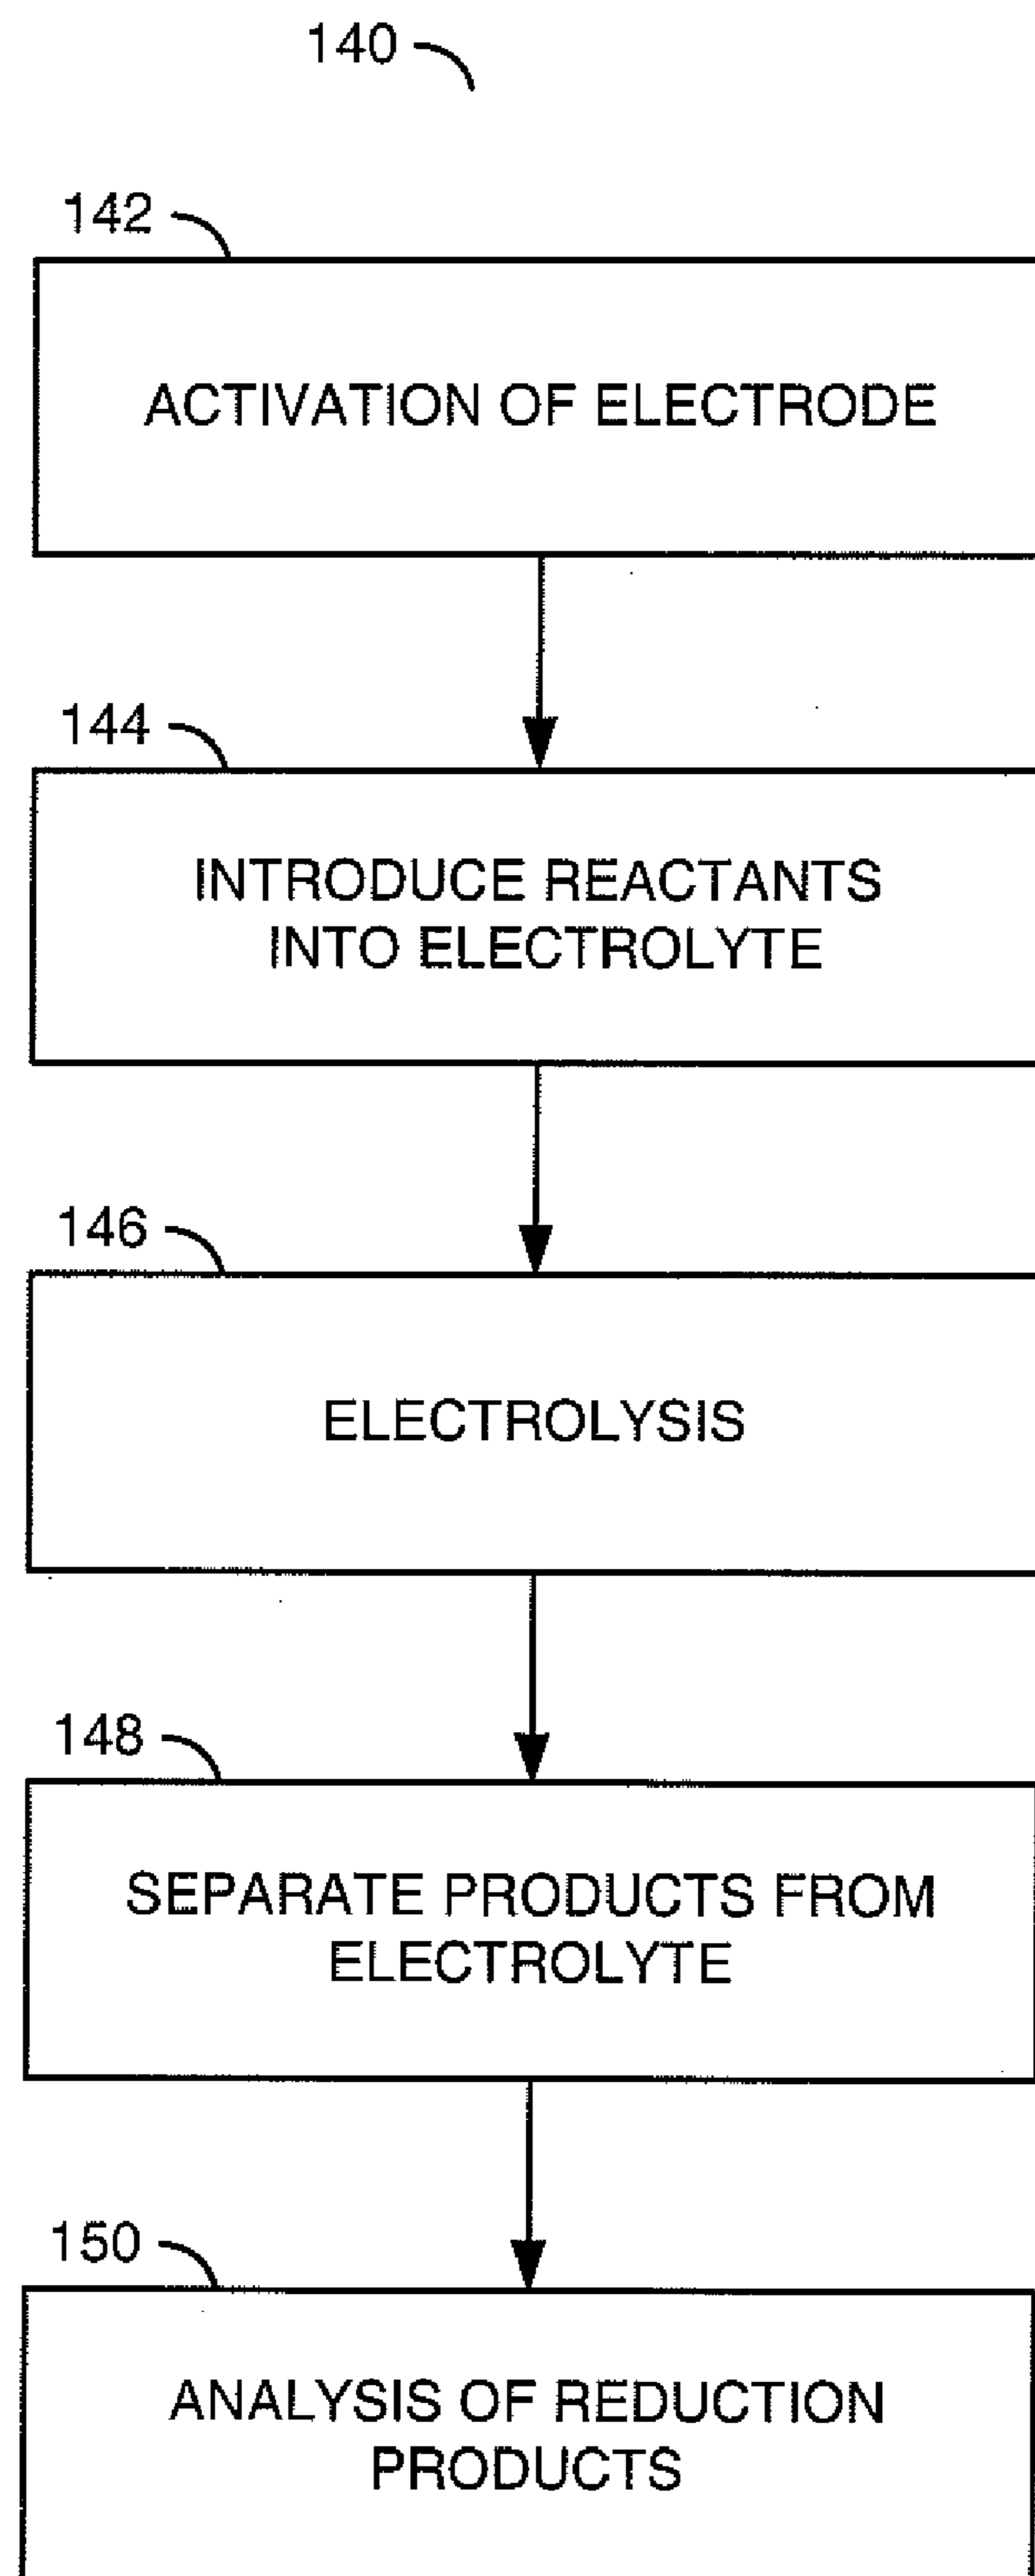 140
142
ACTIVATION OF ELECTRODE
144
INTRODUCE REACTANTS
INTO ELECTROLYTE
146
ELECTROLYSIS
148
SEPARATE PRODUCTS FROM
ELECTROLYTE
150
ANALYSIS OF REDUCTION
PRODUCTS